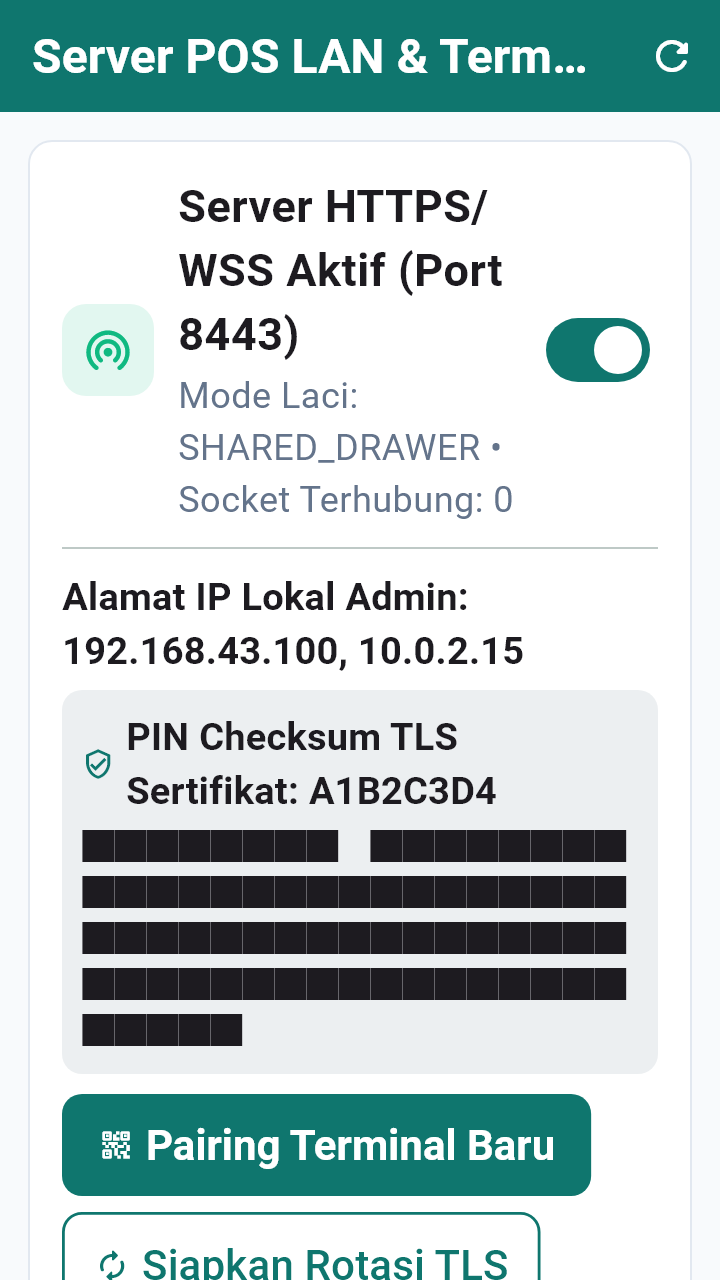 Server POS LAN & Term...
Server HTTPS/
WSS Aktif (Port
8443)
Mode Laci:
SHARED_DRAWER •
Socket Terhubung: 0
Alamat IP Lokal Admin:
192.168.43.100, 10.0.2.15
PIN Checksum TLS
Sertifikat: A1B2C3D4
Pairing Terminal Baru
Siapkan Rotasi TLS